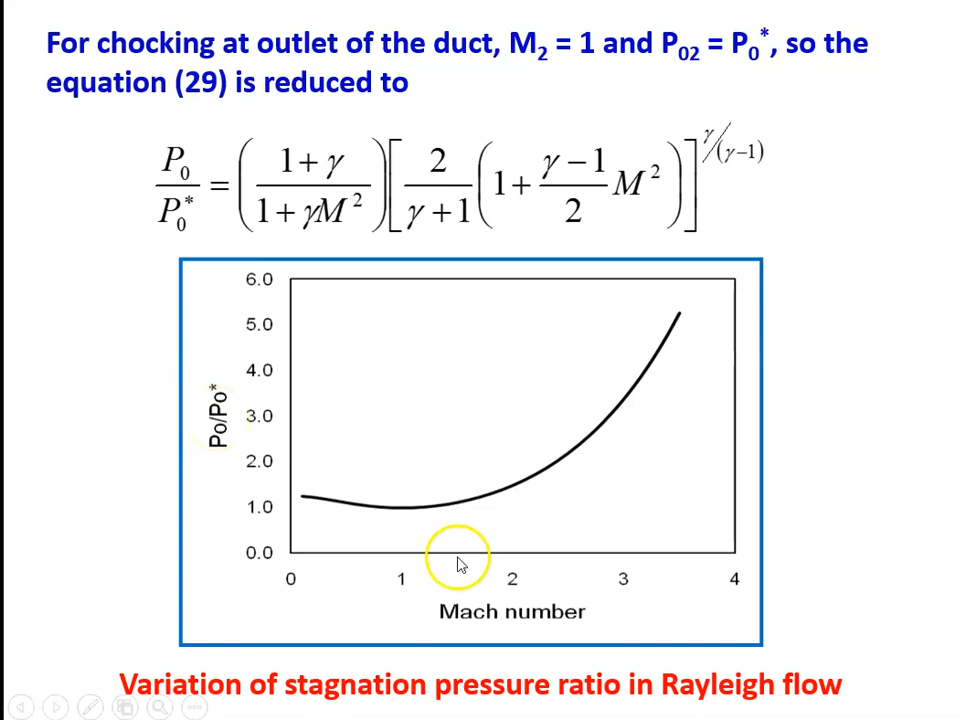 For chocking at outlet of the duct, M₂ = 1 and P₀₂ = P₀*, so the
equation (29) is reduced to
P₀/P₀* = ((1 + γ)/(1 + γM²)) [2/(γ + 1) (1 + (γ − 1)/2 M²)]^(γ/(γ−1))
6.0
5.0
4.0
3.0
2.0
1.0
0.0
Po/Po*
0 1 2 3 4
Mach number
Variation of stagnation pressure ratio in Rayleigh flow